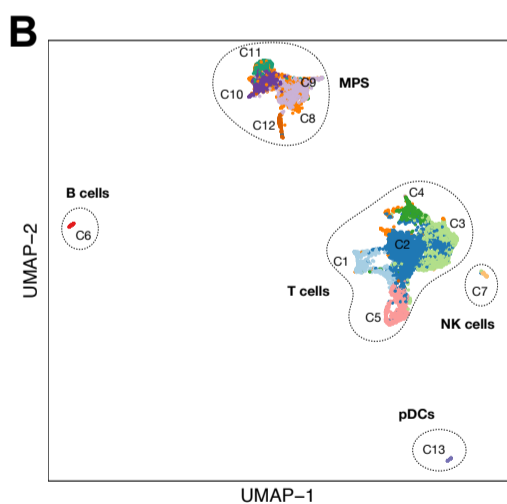 B
C11
MPS
C9
C10
C8
C12
B cells
C6
C4
C3
C2
C1
T cells
C7
C5
NK cells
pDCs
C13
UMAP−2
UMAP−1